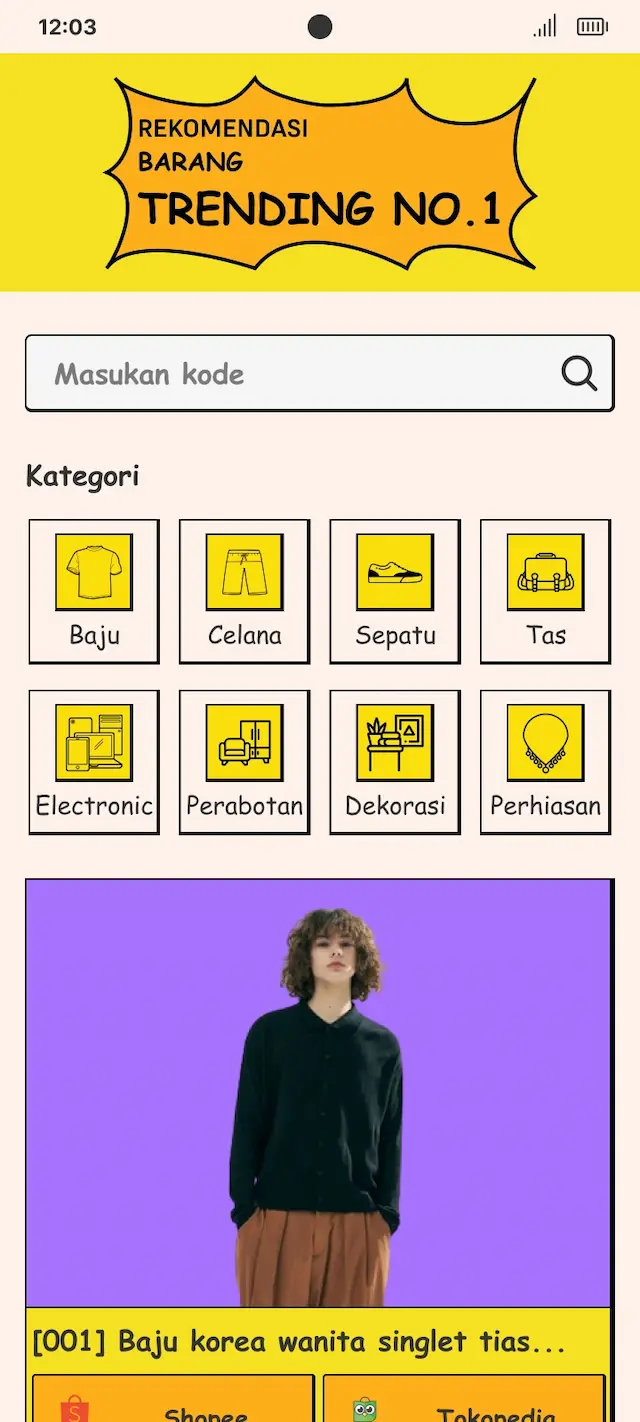 12:03
REKOMENDASI
BARANG
TRENDING NO.1
Masukan kode
Kategori
Baju
Celana
Sepatu
Tas
Electronic
Perabotan
Dekorasi
Perhiasan
[001] Baju korea wanita singlet tias...
Shopee
Tokopedia